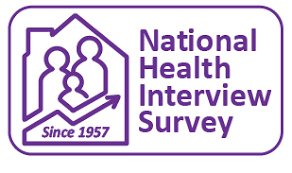 National
Health
Interview
Survey
Since 1957